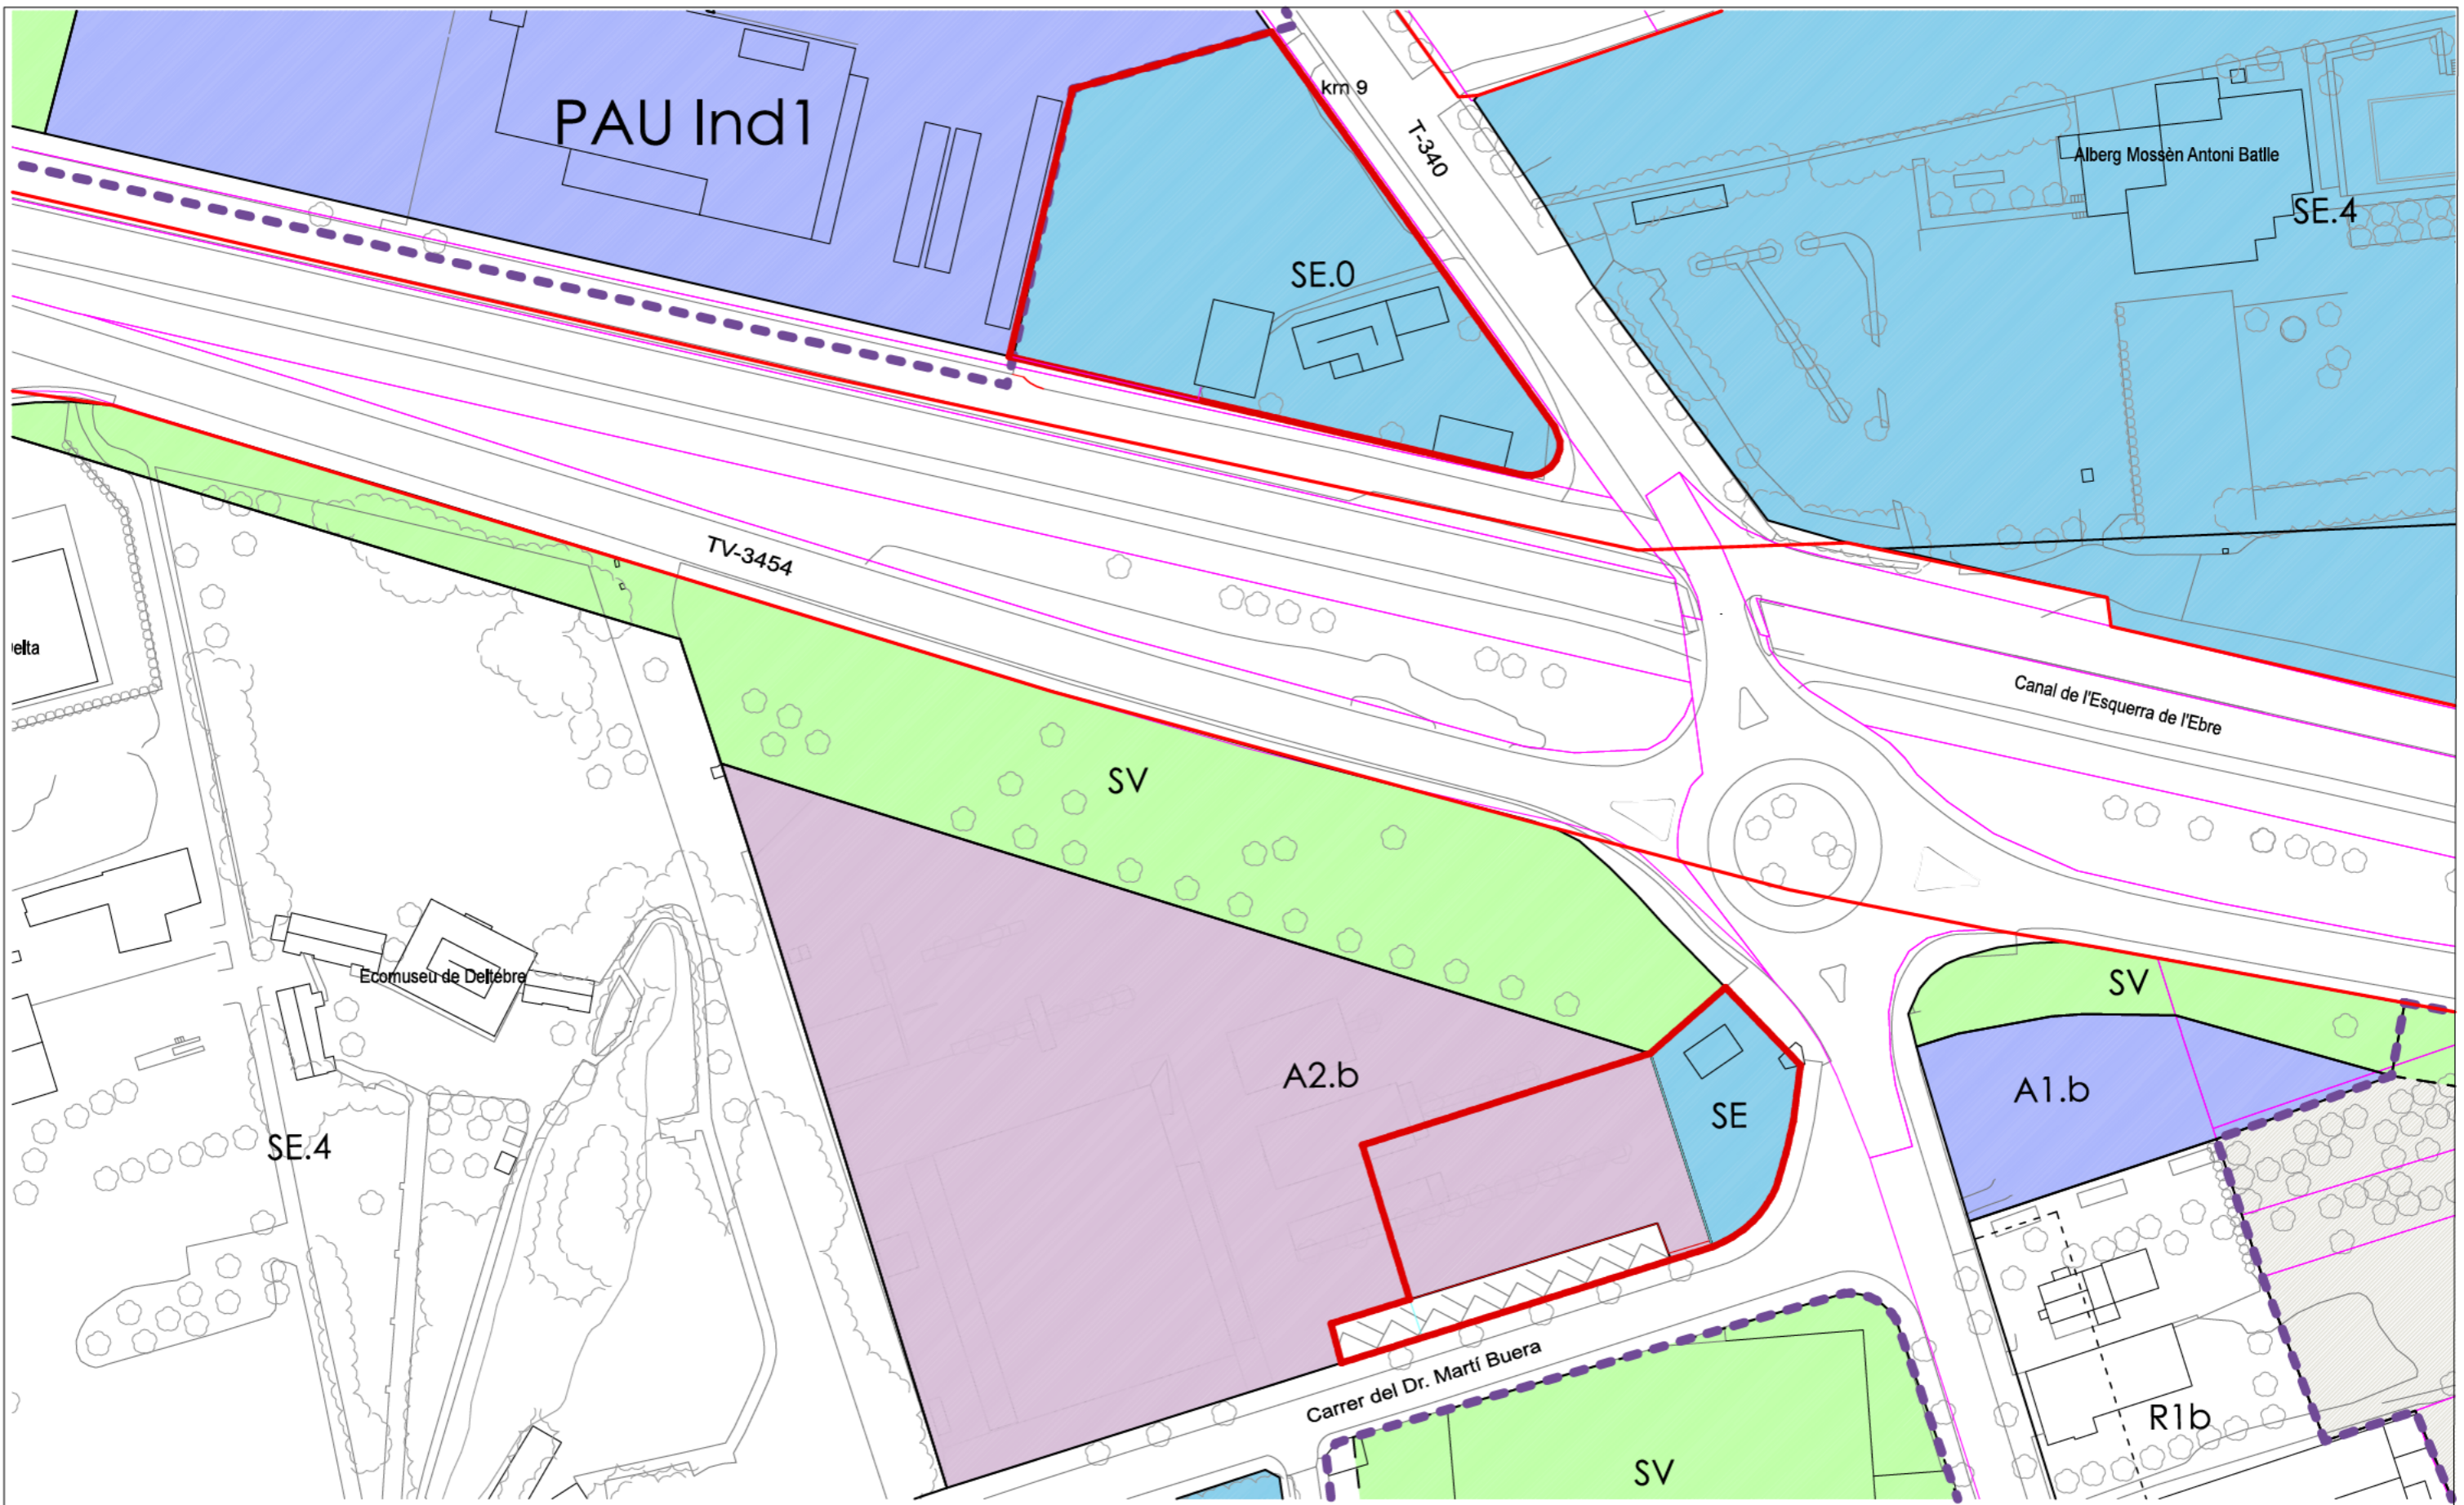 PAU Ind1
km 9
T-340
Alberg Mossèn Antoni Batlle
SE.4
SE.0
TV-3454
elta
Canal de l'Esquerra de l'Ebre
SV
Ecomuseu de Deltebre
SV
A2.b
A1.b
SE
SE.4
Carrer del Dr. Martí Buera
R1b
SV